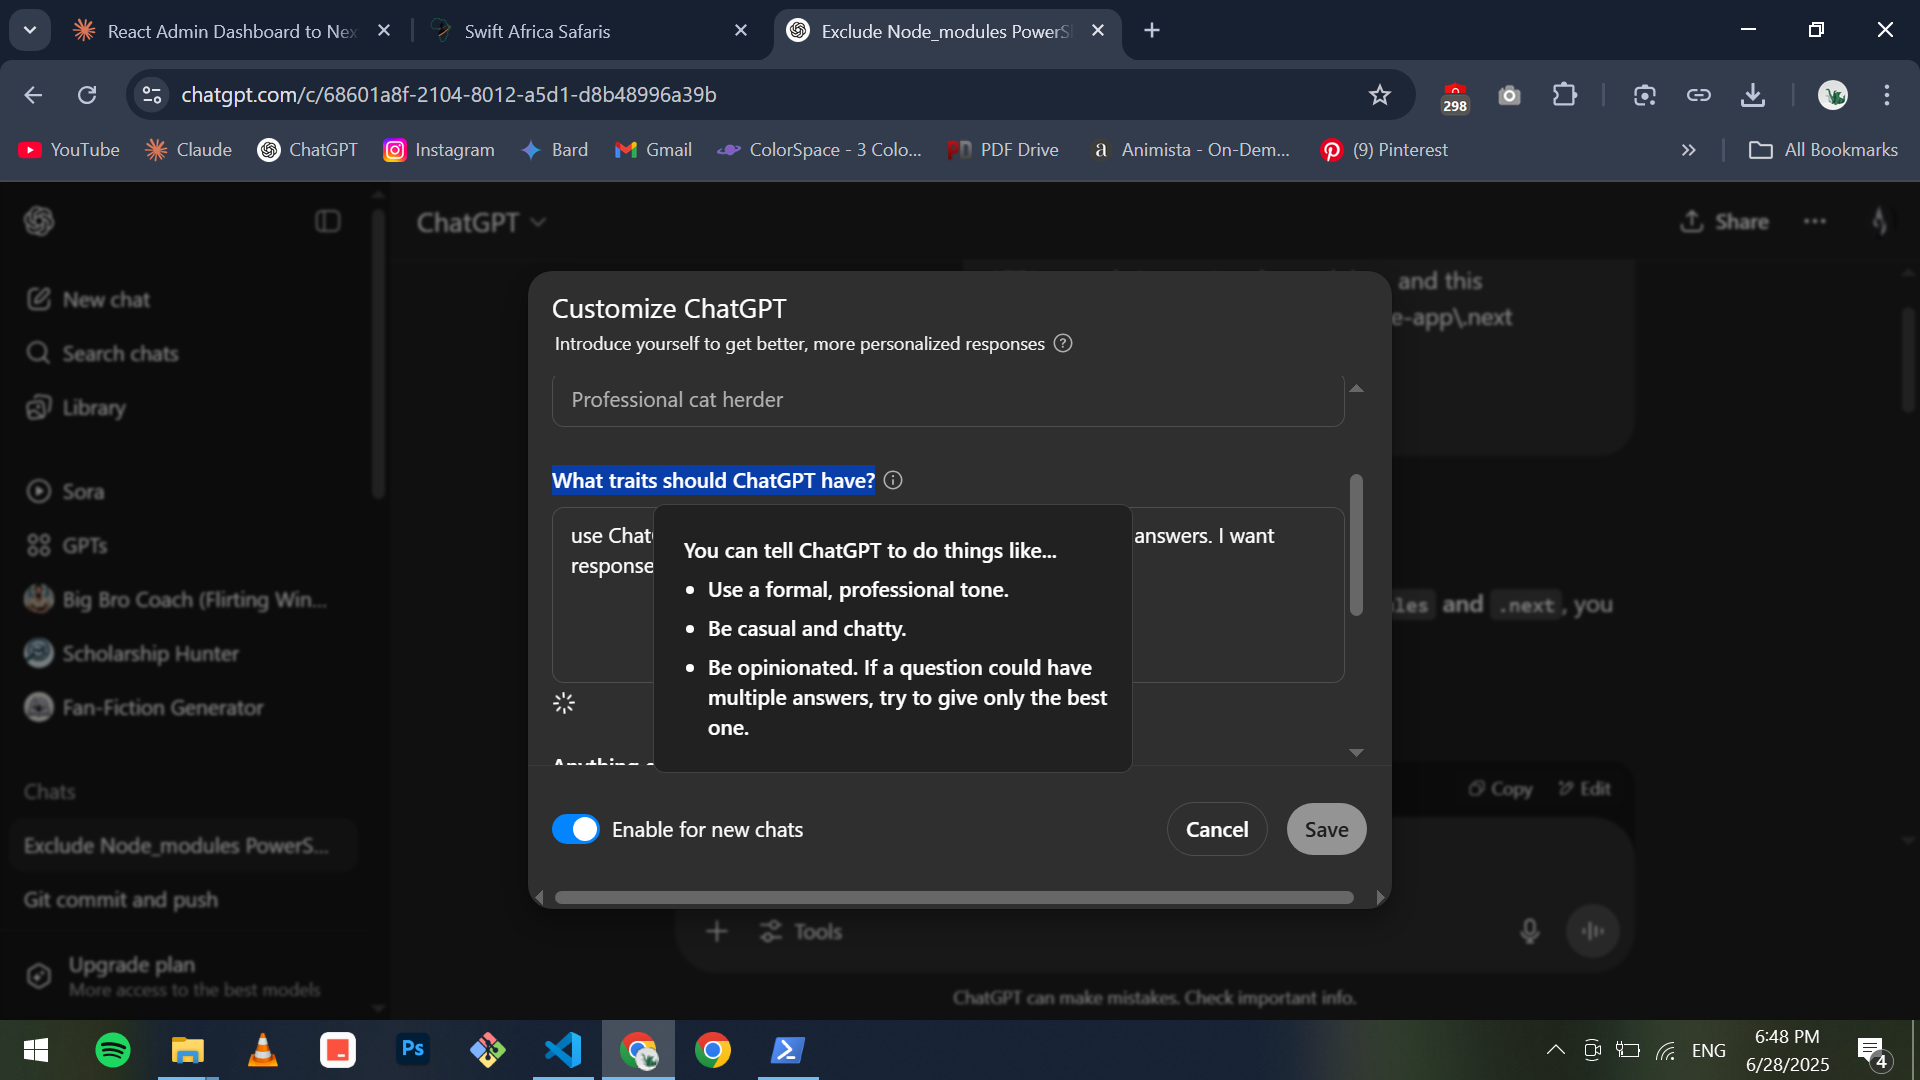 React Admin Dashboard to Nex
Swift Africa Safaris
Exclude Node_modules PowerS
chatgpt.com/c/68601a8f-2104-8012-a5d1-d8b48996a39b
298
YouTube
Claude
ChatGPT
Instagram
Bard
Gmail
ColorSpace - 3 Colo...
PDF Drive
a Animista - On-Dem...
(9) Pinterest
All Bookmarks
ChatGPT
Share
New chat
Search chats
Library
Sora
GPTs
Big Bro Coach (Flirting Win...
Scholarship Hunter
Fan-Fiction Generator
Chats
Exclude Node_modules PowerS...
Git commit and push
Upgrade plan
More access to the best models
and this
e-app\.next
Customize ChatGPT
Introduce yourself to get better, more personalized responses
Professional cat herder
What traits should ChatGPT have?
use Chat answers. I want
response
You can tell ChatGPT to do things like...
• Use a formal, professional tone.
• Be casual and chatty.
• Be opinionated. If a question could have
multiple answers, try to give only the best
one.
les and .next, you
Copy Edit
Enable for new chats
Cancel
Save
Tools
ChatGPT can make mistakes. Check important info.
Ps
ENG
6:48 PM
6/28/2025
4